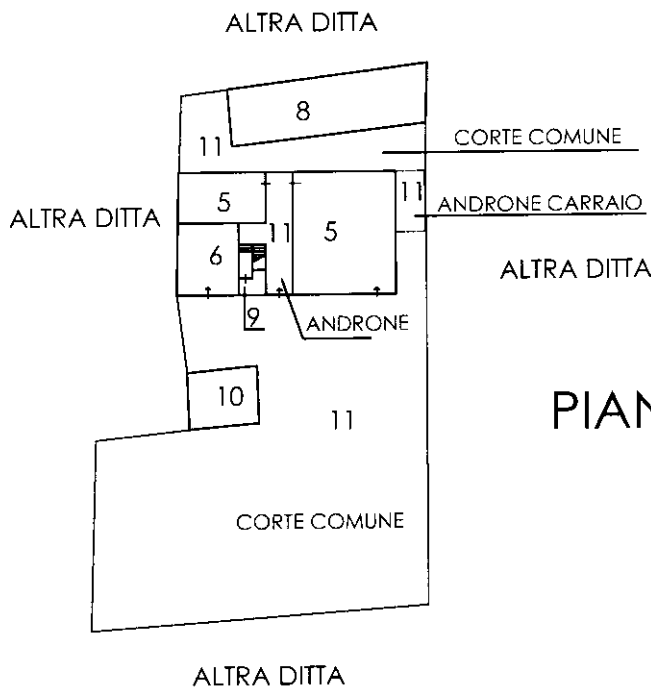 ALTRA DITTA
8
11
CORTE COMUNE
11
5
ANDRONE CARRAIO
ALTRA DITTA
11
5
6
ALTRA DITTA
9
ANDRONE
10
11
PIAN
CORTE COMUNE
ALTRA DITTA